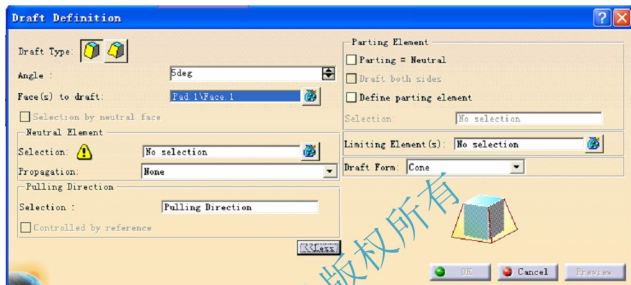 Draft Definition
Draft Type:
Angle :
5deg
Face(s) to draft:
Pad.1\Face.1
Selection by neutral face
Neutral Element
Selection:
No selection
Propagation:
None
Pulling Direction
Selection :
Pulling Direction
Controlled by reference
<<Less
Parting Element
Parting = Neutral
Draft both sides
Define parting element
Selection:
No selection
Limiting Element(s):
No selection
Draft Form:
Cone
OK
Cancel
Preview
版权所有